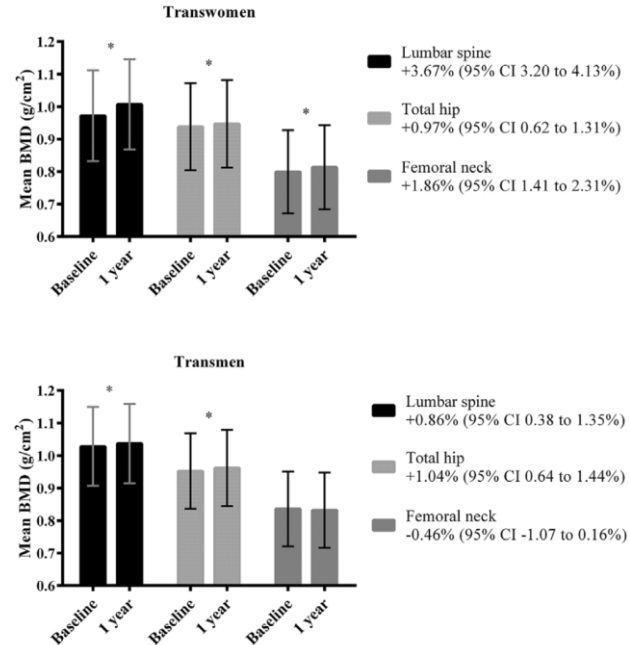 Transwomen
Mean BMD (g/cm²)
1.2
1.1
1.0
0.9
0.8
0.7
0.6
*
*
*
Baseline
1 year
Baseline
1 year
Baseline
1 year
Lumbar spine
+3.67% (95% CI 3.20 to 4.13%)
Total hip
+0.97% (95% CI 0.62 to 1.31%)
Femoral neck
+1.86% (95% CI 1.41 to 2.31%)
Transmen
Mean BMD (g/cm²)
1.2
1.1
1.0
0.9
0.8
0.7
0.6
*
*
Baseline
1 year
Baseline
1 year
Baseline
1 year
Lumbar spine
+0.86% (95% CI 0.38 to 1.35%)
Total hip
+1.04% (95% CI 0.64 to 1.44%)
Femoral neck
-0.46% (95% CI -1.07 to 0.16%)